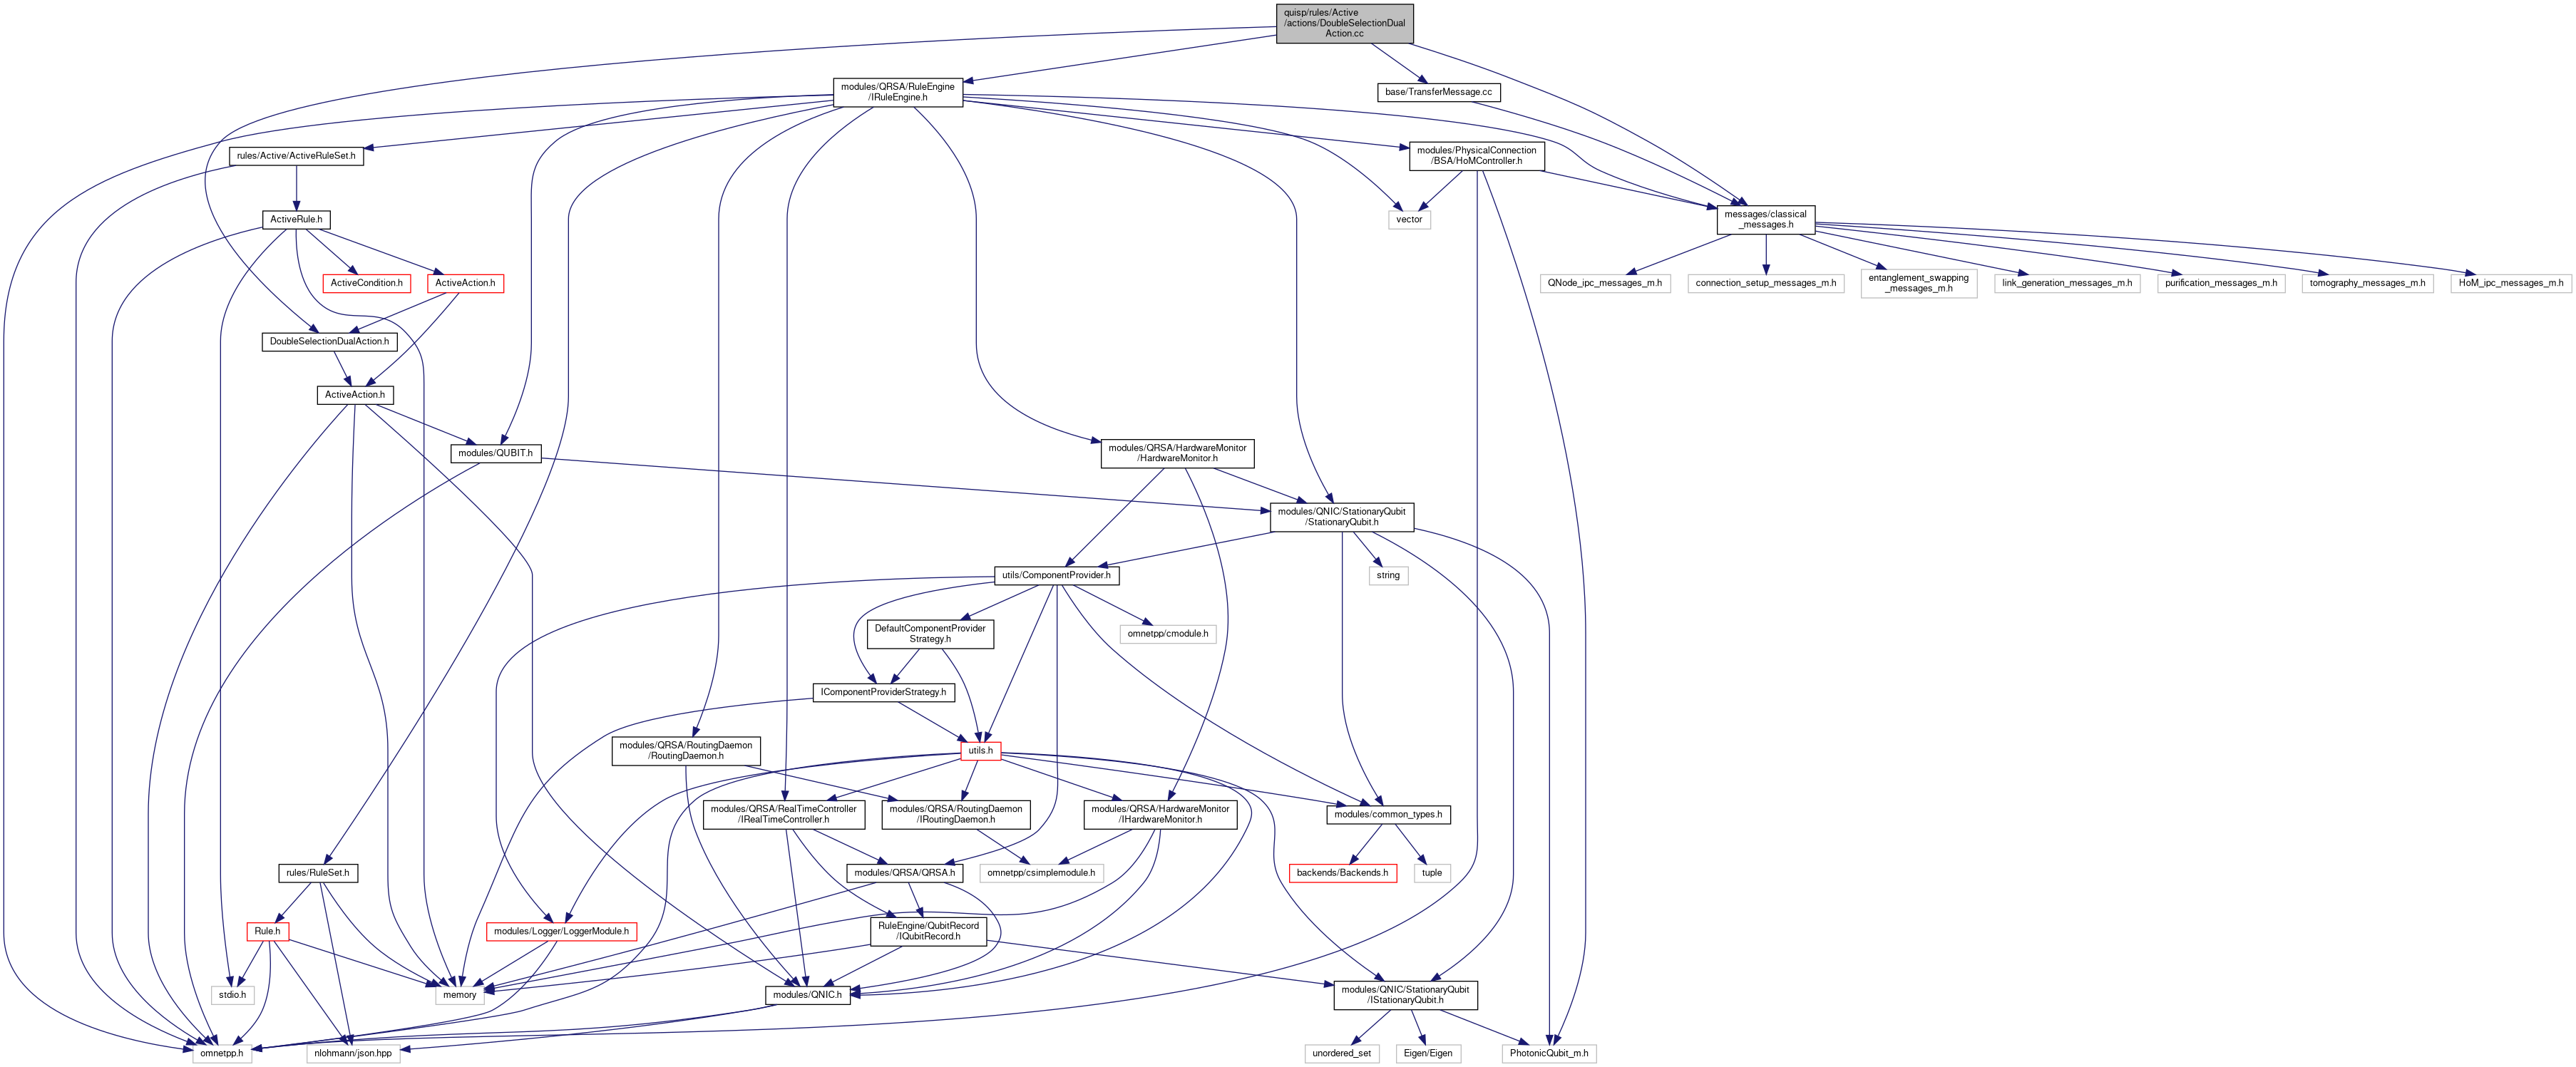 quisp/rules/Active
/actions/DoubleSelectionDual
Action.cc
modules/QRSA/RuleEngine
/IRuleEngine.h
base/TransferMessage.cc
rules/Active/ActiveRuleSet.h
modules/PhysicalConnection
/BSA/HoMController.h
ActiveRule.h
vector
messages/classical
_messages.h
ActiveCondition.h
ActiveAction.h
QNode_ipc_messages_m.h
connection_setup_messages_m.h
entanglement_swapping
_messages_m.h
link_generation_messages_m.h
purification_messages_m.h
tomography_messages_m.h
HoM_ipc_messages_m.h
DoubleSelectionDualAction.h
ActiveAction.h
modules/QUBIT.h
modules/QRSA/HardwareMonitor
/HardwareMonitor.h
modules/QNIC/StationaryQubit
/StationaryQubit.h
utils/ComponentProvider.h
string
DefaultComponentProvider
Strategy.h
omnetpp/cmodule.h
IComponentProviderStrategy.h
modules/QRSA/RoutingDaemon
/RoutingDaemon.h
utils.h
modules/QRSA/RealTimeController
/IRealTimeController.h
modules/QRSA/RoutingDaemon
/IRoutingDaemon.h
modules/QRSA/HardwareMonitor
/IHardwareMonitor.h
modules/common_types.h
rules/RuleSet.h
modules/QRSA/QRSA.h
omnetpp/csimplemodule.h
backends/Backends.h
tuple
Rule.h
modules/Logger/LoggerModule.h
RuleEngine/QubitRecord
/IQubitRecord.h
stdio.h
memory
modules/QNIC.h
modules/QNIC/StationaryQubit
/IStationaryQubit.h
omnetpp.h
nlohmann/json.hpp
unordered_set
Eigen/Eigen
PhotonicQubit_m.h